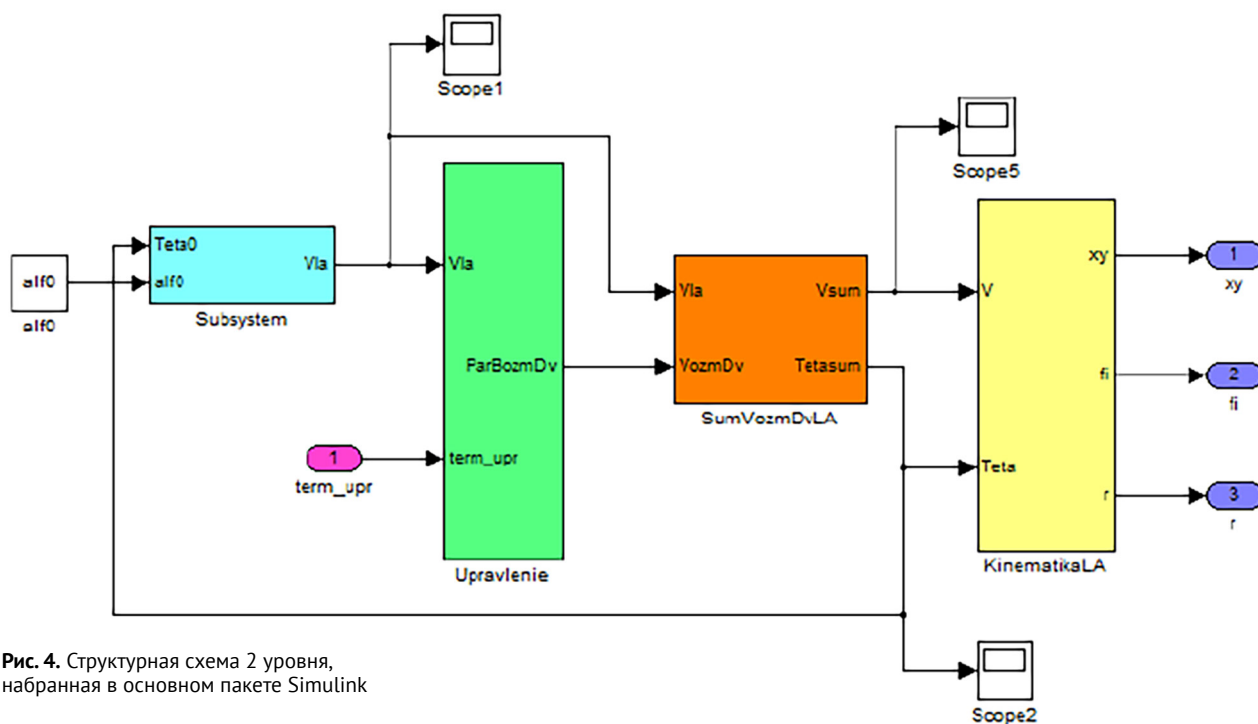 Scope1
Scope5
Teta0
alf0
Vla
alf0
alf0
Subsystem
Vla
ParBozmDv
term_upr
Upravlenie
1
term_upr
Vla
VozmDv
Vsum
Tetasum
SumVozmDvLA
V
Teta
xy
fi
r
KinematikaLA
1
xy
2
fi
3
r
Scope2
Рис. 4. Структурная схема 2 уровня,
набранная в основном пакете Simulink